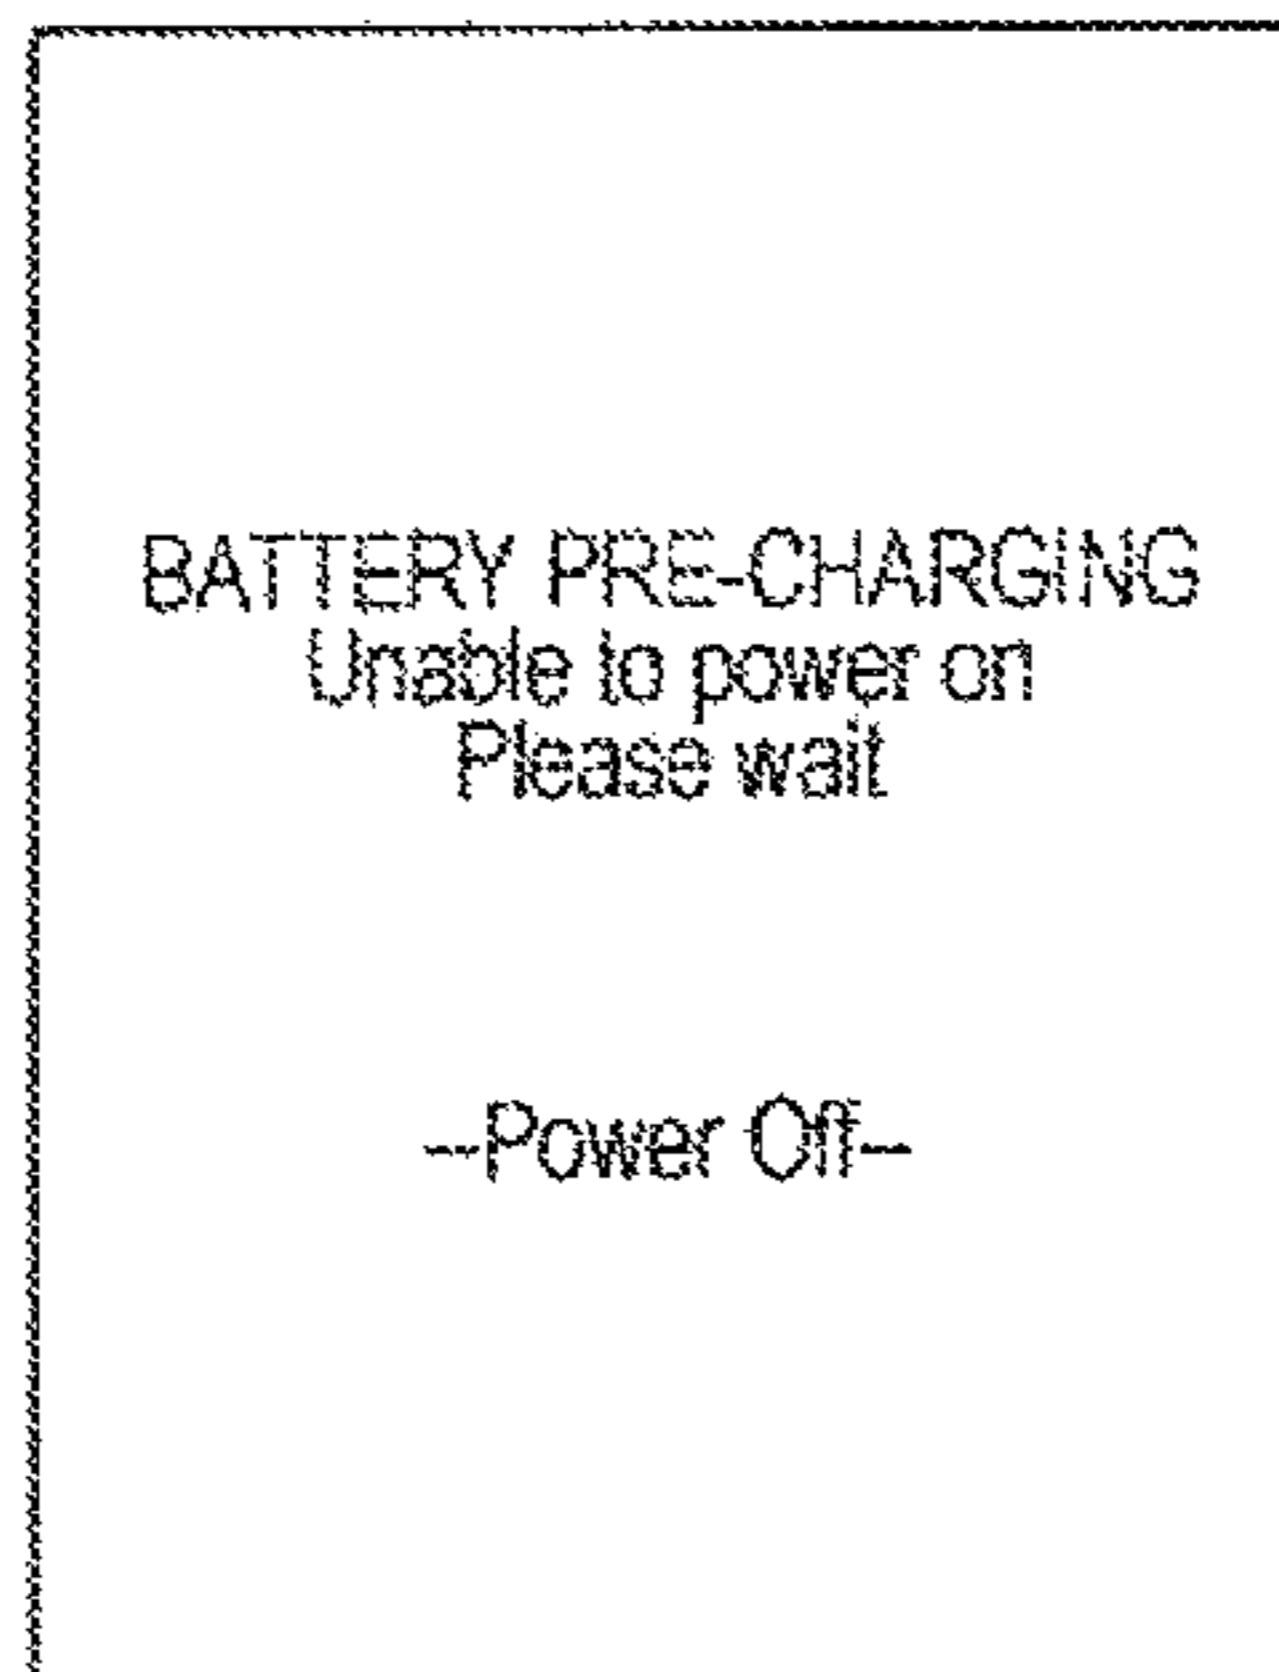 BATTERY PRE-CHARGING
Unable to power on
Please wait
--Power Off--